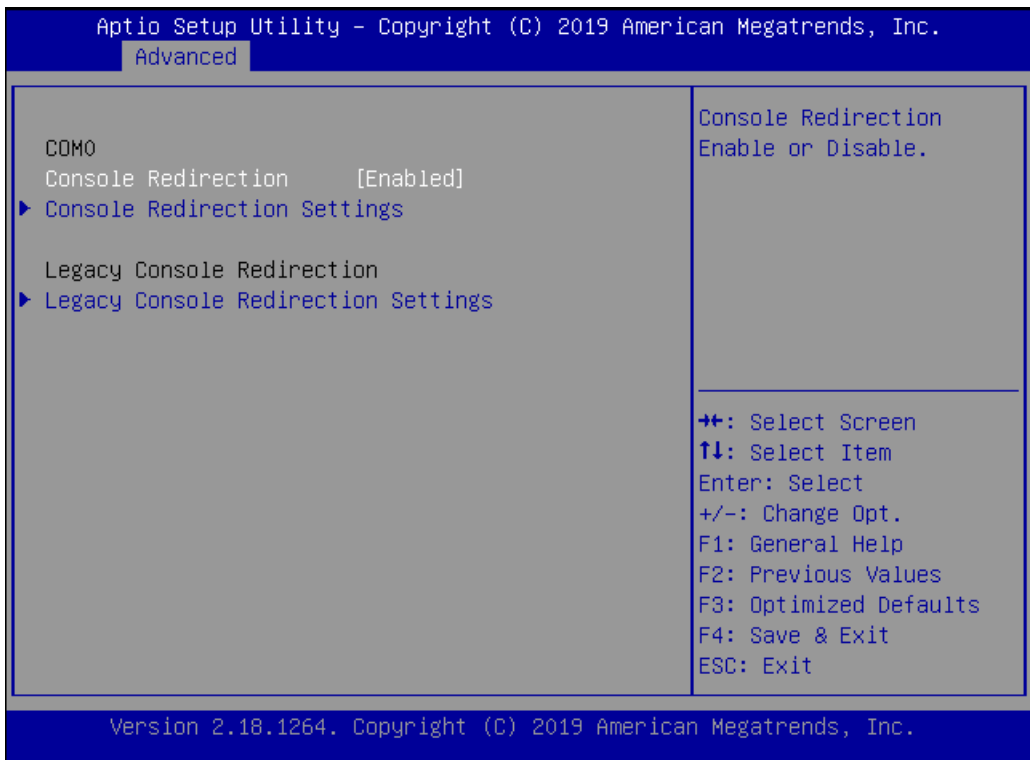 Aptio Setup Utility – Copyright (C) 2019 American Megatrends, Inc.
Advanced
COM0
Console Redirection [Enabled]
Console Redirection Settings
Legacy Console Redirection
Legacy Console Redirection Settings
Console Redirection
Enable or Disable.
→←: Select Screen
↑↓: Select Item
Enter: Select
+/-: Change Opt.
F1: General Help
F2: Previous Values
F3: Optimized Defaults
F4: Save & Exit
ESC: Exit
Version 2.18.1264. Copyright (C) 2019 American Megatrends, Inc.